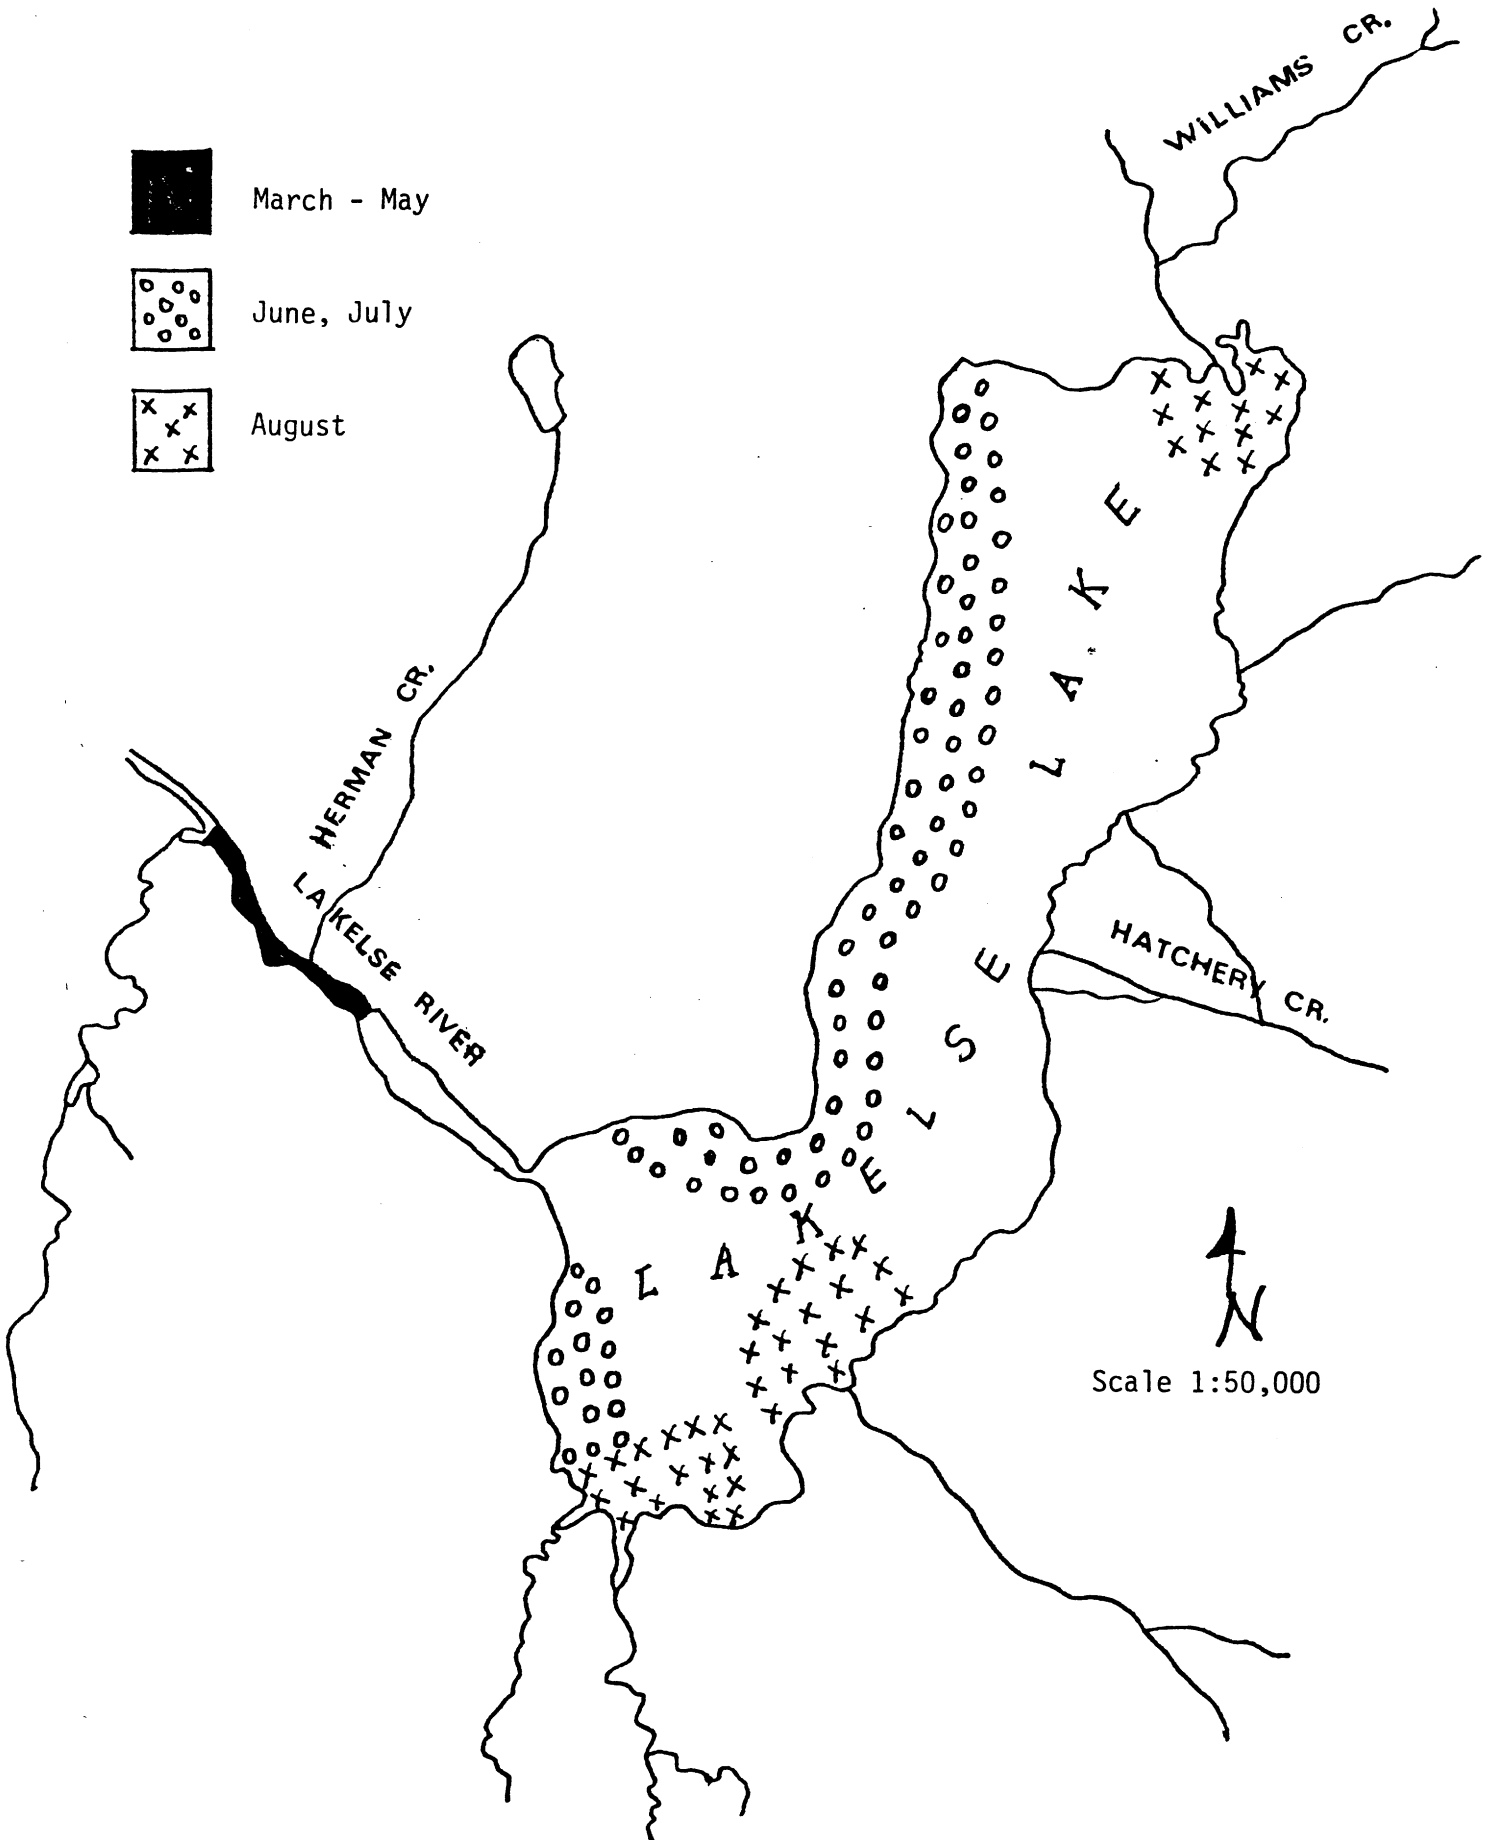 WILLIAMS CR.
March - May
June, July
August
HERMAN CR.
LAKELSE RIVER
LAKELSE LAKE
HATCHERY CR.
N
Scale 1:50,000